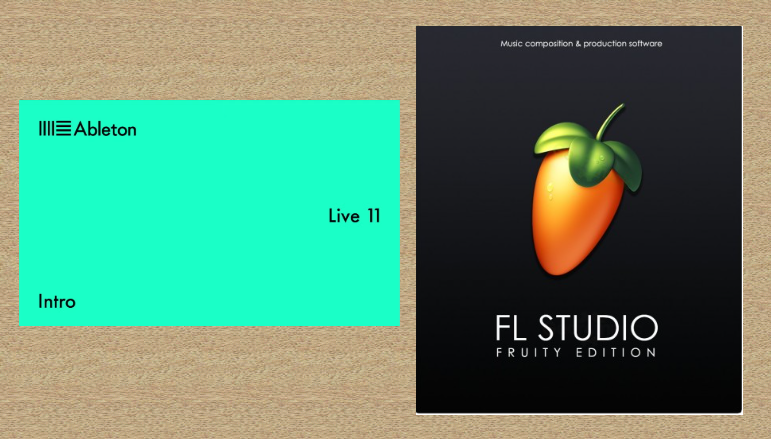 Ableton
Live 11
Intro
Music composition & production software
FL STUDIO
FRUITY EDITION